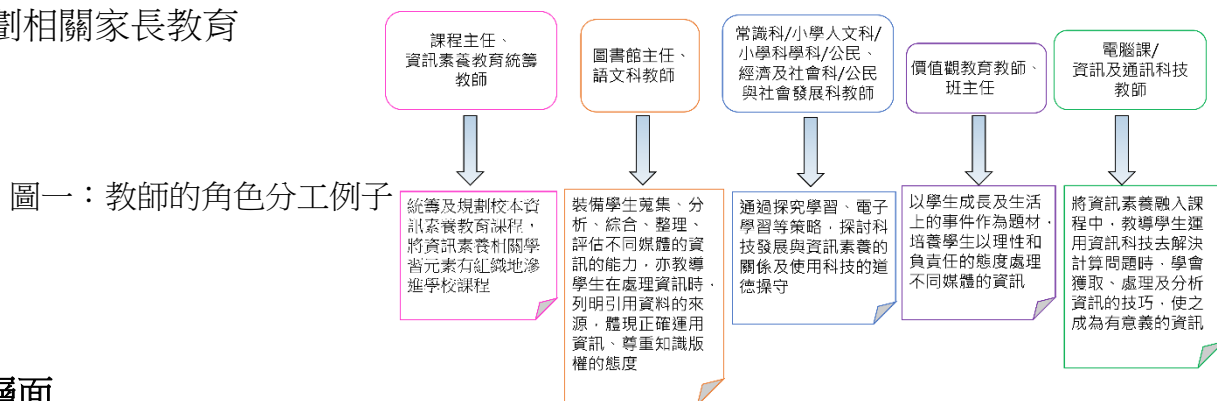 劃相關家長教育
課程主任、
資訊素養教育統籌
教師
圖書館主任、
語文科教師
常識科/小學人文科/
小學科學科/公民、
經濟及社會科/公民
與社會發展科教師
價值觀教育教師、
班主任
電腦課/
資訊及通訊科技
教師
圖一：教師的角色分工例子
統籌及規劃校本資
訊素養教育課程，
將資訊素養相關學
習元素有組織地滲
進學校課程
裝備學生蒐集、分
析、綜合、整理、
評估不同媒體的資
訊的能力，亦教導
學生在處理資訊時，
列明引用資料的來
源，體現正確運用
資訊、尊重知識版
權的態度
通過探究學習、電子
學習等策略，探討科
技發展與資訊素養的
關係及使用科技的道
德操守
以學生成長及生活
上的事件作為題材，
培養學生以理性和
負責任的態度處理
不同媒體的資訊
將資訊素養融入課
程中，教導學生運
用資訊科技去解決
計算問題時，學會
獲取、處理及分析
資訊的技巧，使之
成為有意義的資訊
層面